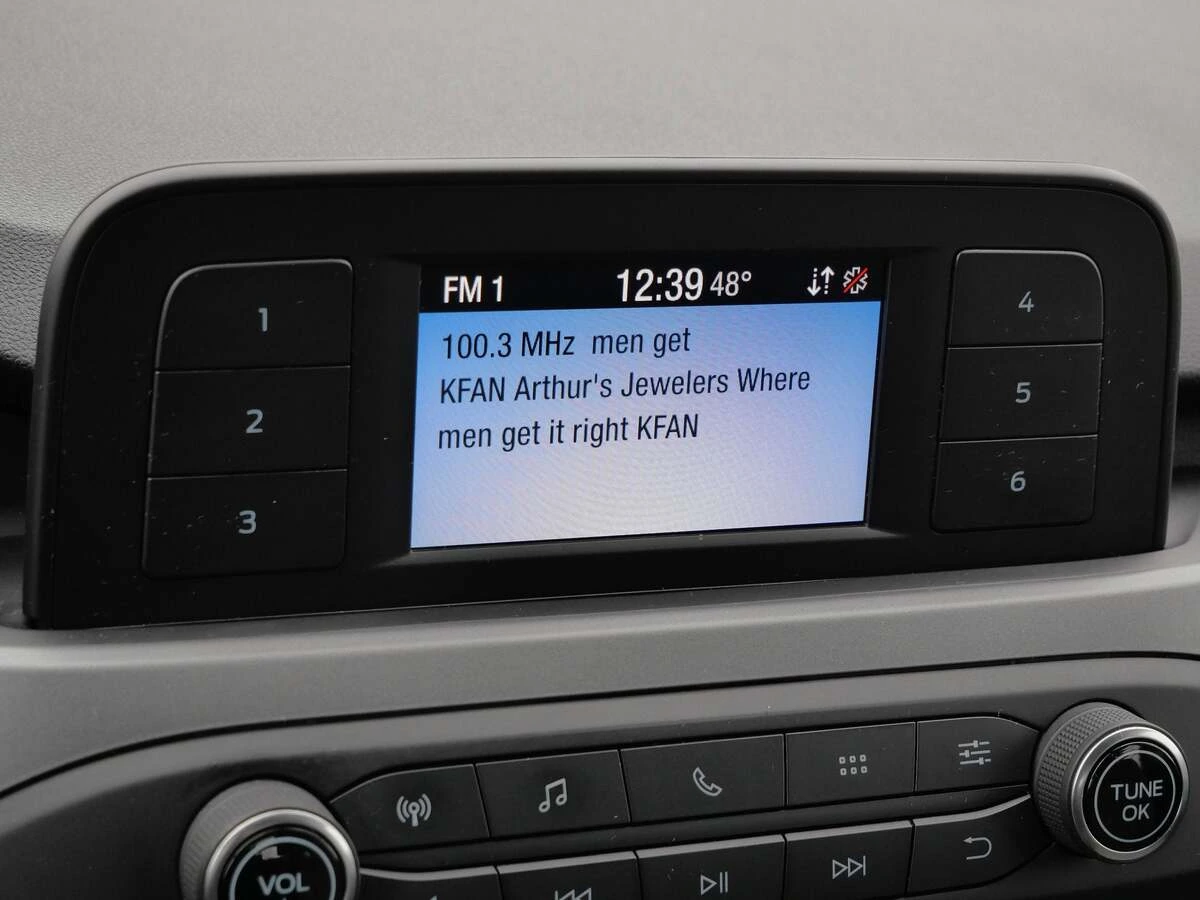 FM 1 12:39 48°
100.3 MHz men get
KFAN Arthur's Jewelers Where
men get it right KFAN
1
2
3
4
5
6
VOL
TUNE
OK